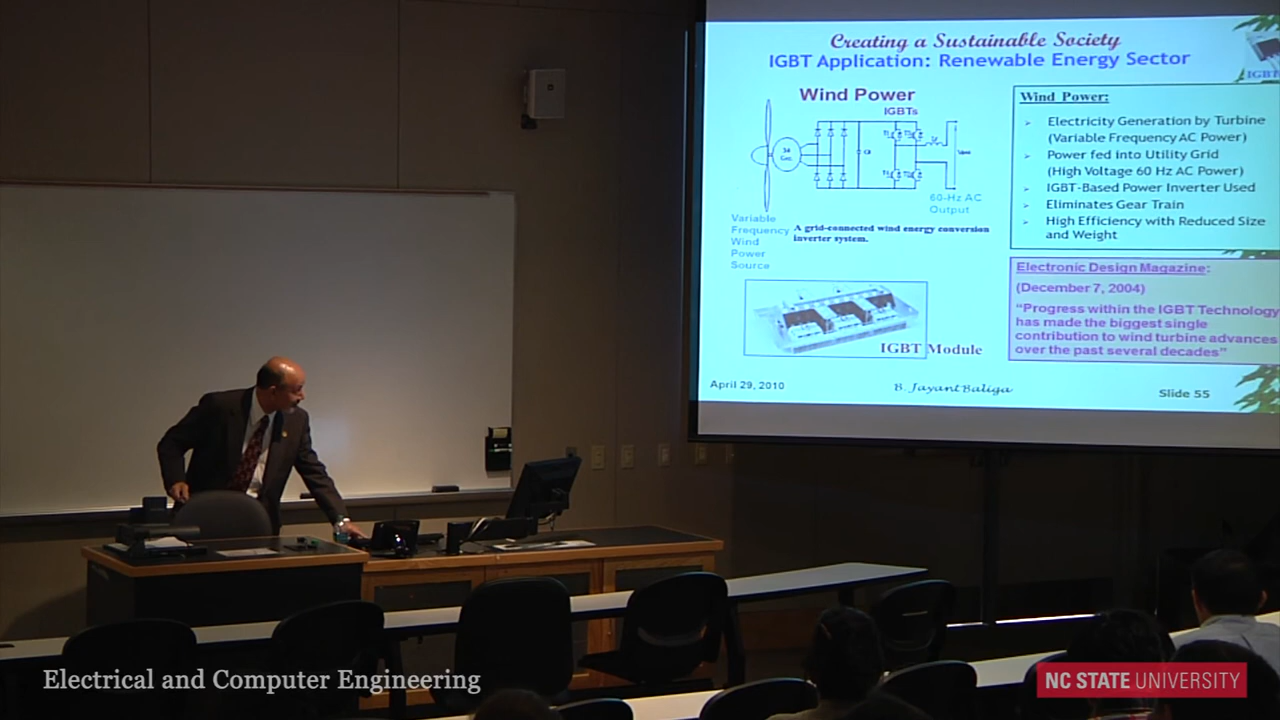 Creating a Sustainable Society
IGBT Application: Renewable Energy Sector
IGBT
Wind Power
IGBTs
60-Hz AC
Output
Variable
Frequency
Wind
Power
Source
A grid-connected wind energy conversion
inverter system.
IGBT Module
Wind Power:
Electricity Generation by Turbine
(Variable Frequency AC Power)
Power fed into Utility Grid
(High Voltage 60 Hz AC Power)
IGBT-Based Power Inverter Used
Eliminates Gear Train
High Efficiency with Reduced Size
and Weight
Electronic Design Magazine:
(December 7, 2004)
"Progress within the IGBT Technology
has made the biggest single
contribution to wind turbine advances
over the past several decades"
April 29, 2010
B. Jayant Baliga
Slide 55
Electrical and Computer Engineering
NC STATE UNIVERSITY